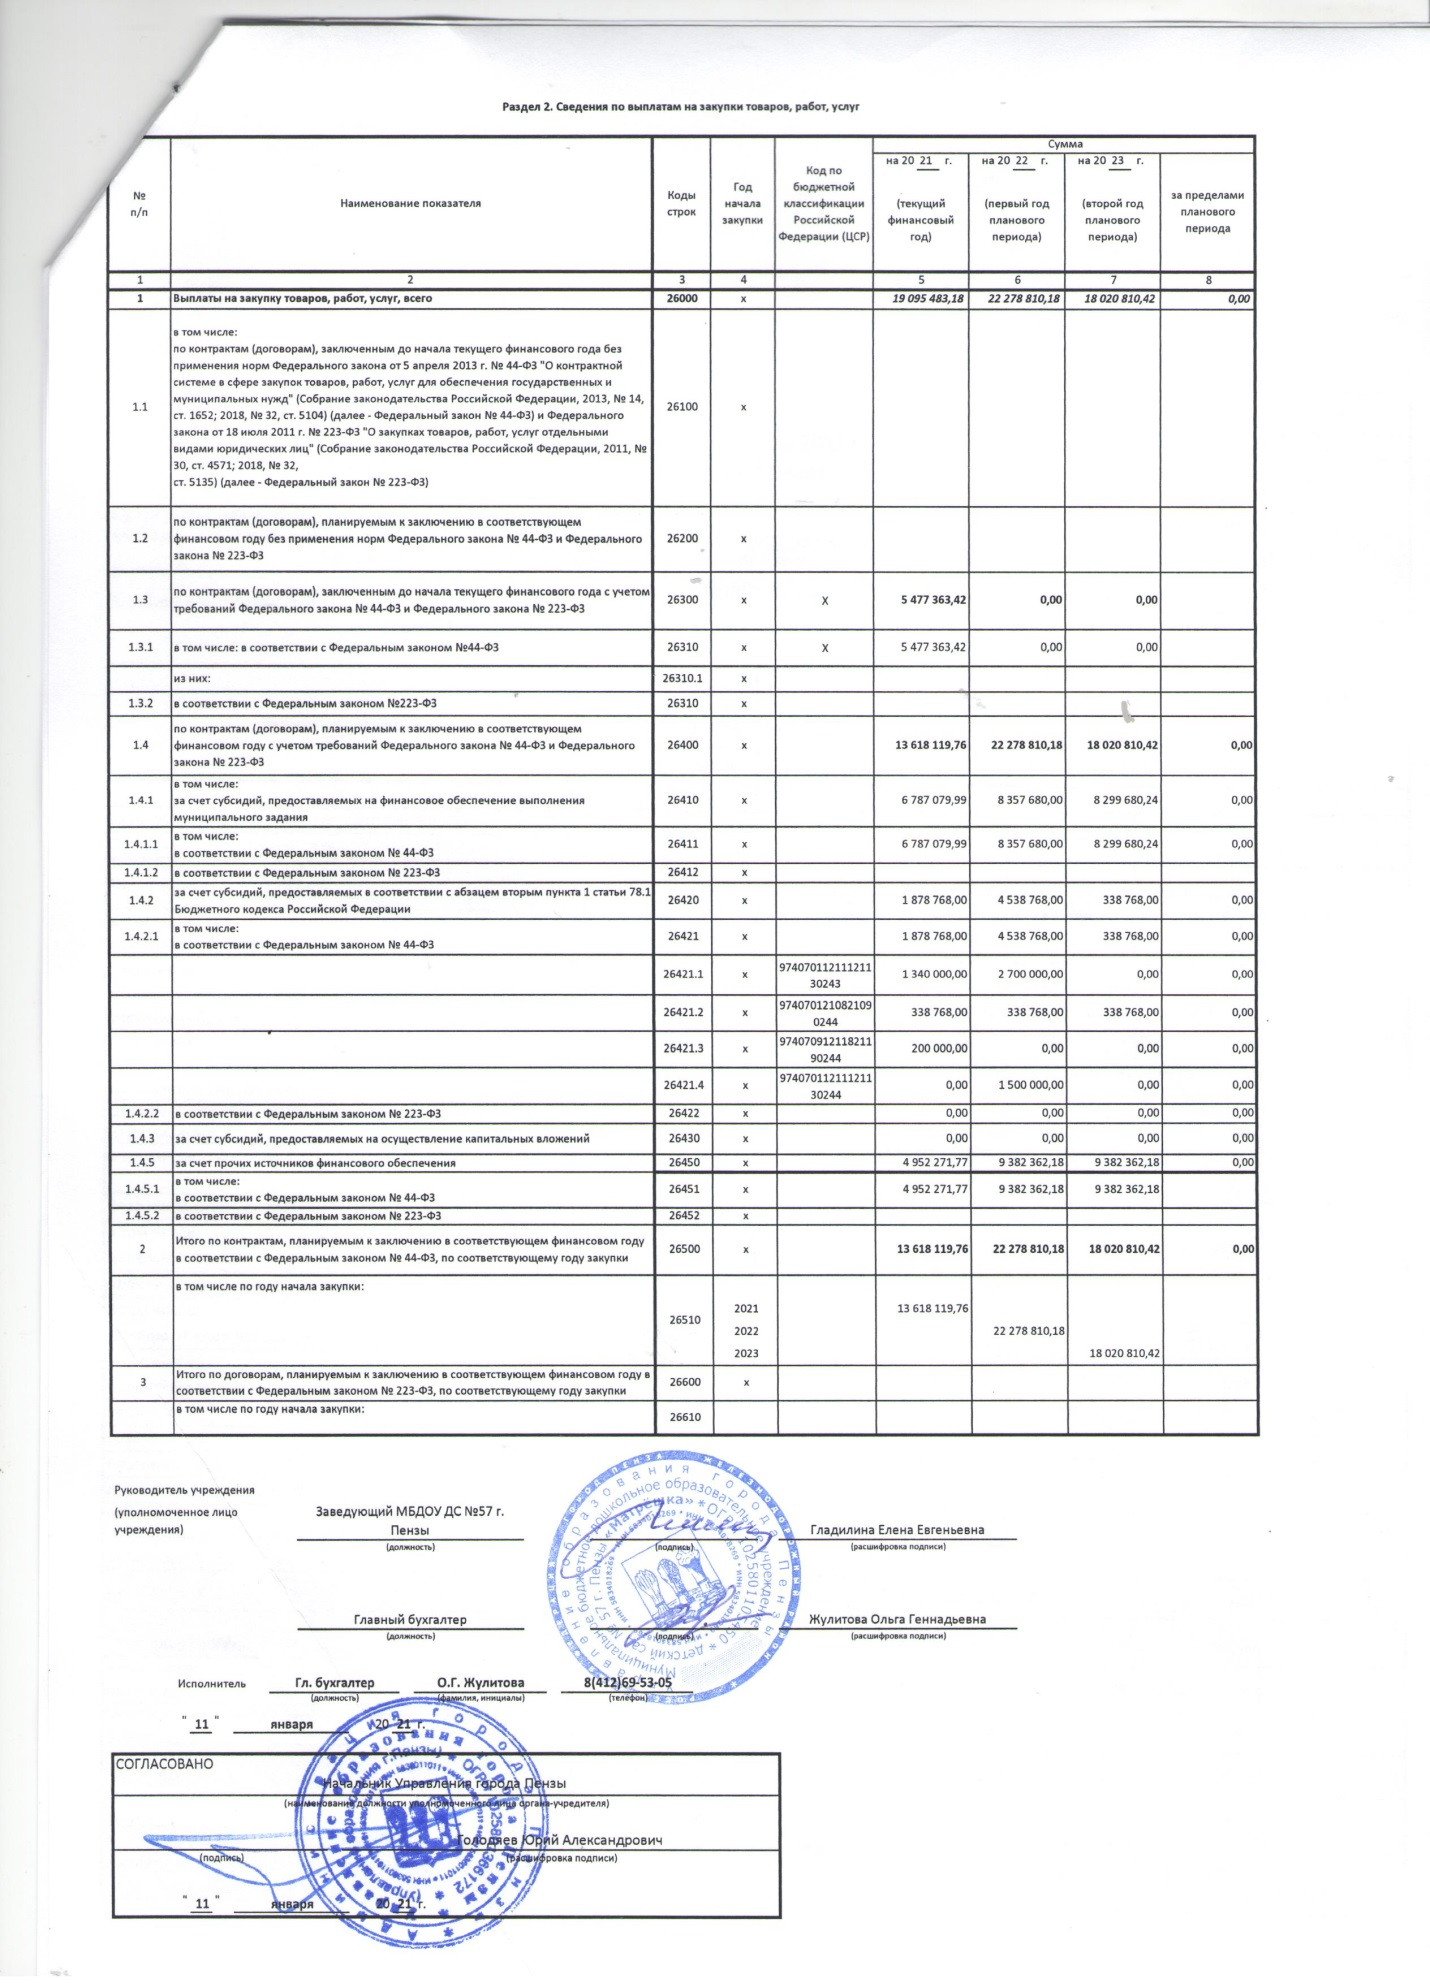 Раздел 2. Сведения по выплатам на закупки товаров, работ, услуг
№ п/п
Наименование показателя
Коды строк
Год начала закупки
Код по бюджетной классификации Российской Федерации (ЦСР)
Сумма
на 20 21 г. (текущий финансовый год)
на 20 22 г. (первый год планового периода)
на 20 23 г. (второй год планового периода)
за пределами планового периода
1 2 3 4 5 6 7 8
1 Выплаты на закупку товаров, работ, услуг, всего 26000 х 19 095 483,18 22 278 810,18 18 020 810,42 0,00
в том числе:
по контрактам (договорам), заключенным до начала текущего финансового года без
применения норм Федерального закона от 5 апреля 2013 г. № 44-ФЗ "О контрактной
системе в сфере закупок товаров, работ, услуг для обеспечения государственных и
муниципальных нужд" (Собрание законодательства Российской Федерации, 2013, № 14,
1.1 ст. 1652; 2018, № 32, ст. 5104) (далее - Федеральный закон № 44-ФЗ) и Федерального 26100 х
закона от 18 июля 2011 г. № 223-ФЗ "О закупках товаров, работ, услуг отдельными
видами юридических лиц" (Собрание законодательства Российской Федерации, 2011, №
30, ст. 4571; 2018, № 32,
ст. 5135) (далее - Федеральный закон № 223-ФЗ)
по контрактам (договорам), планируемым к заключению в соответствующем
1.2 финансовом году без применения норм Федерального закона № 44-ФЗ и Федерального 26200 х
закона № 223-ФЗ
1.3 по контрактам (договорам), заключенным до начала текущего финансового года с учетом 26300 х Х 5 477 363,42 0,00 0,00
требований Федерального закона № 44-ФЗ и Федерального закона № 223-ФЗ
1.3.1 в том числе: в соответствии с Федеральным законом №44-ФЗ 26310 х Х 5 477 363,42 0,00 0,00
из них: 26310.1 х
1.3.2 в соответствии с Федеральным законом №223-ФЗ 26310 х
по контрактам (договорам), планируемым к заключению в соответствующем
1.4 финансовом году с учетом требований Федерального закона № 44-ФЗ и Федерального 26400 х 13 618 119,76 22 278 810,18 18 020 810,42 0,00
закона № 223-ФЗ
в том числе:
1.4.1 за счет субсидий, предоставляемых на финансовое обеспечение выполнения 26410 х 6 787 079,99 8 357 680,00 8 299 680,24 0,00
муниципального задания
в том числе:
1.4.1.1 в соответствии с Федеральным законом № 44-ФЗ 26411 х 6 787 079,99 8 357 680,00 8 299 680,24 0,00
1.4.1.2 в соответствии с Федеральным законом № 223-ФЗ 26412 х
1.4.2 за счет субсидий, предоставляемых в соответствии с абзацем вторым пункта 1 статьи 78.1 26420 х 1 878 768,00 4 538 768,00 338 768,00 0,00
Бюджетного кодекса Российской Федерации
в том числе:
1.4.2.1 в соответствии с Федеральным законом № 44-ФЗ 26421 х 1 878 768,00 4 538 768,00 338 768,00 0,00
26421.1 х 97407011211121130243 1 340 000,00 2 700 000,00 0,00 0,00
26421.2 х 9740701210821090244 338 768,00 338 768,00 338 768,00 0,00
26421.3 х 97407091211821190244 200 000,00 0,00 0,00 0,00
26421.4 х 97407011211121130244 0,00 1 500 000,00 0,00 0,00
1.4.2.2 в соответствии с Федеральным законом № 223-ФЗ 26422 х 0,00 0,00 0,00 0,00
1.4.3 за счет субсидий, предоставляемых на осуществление капитальных вложений 26430 х 0,00 0,00 0,00 0,00
1.4.5 за счет прочих источников финансового обеспечения 26450 х 4 952 271,77 9 382 362,18 9 382 362,18 0,00
в том числе:
1.4.5.1 в соответствии с Федеральным законом № 44-ФЗ 26451 х 4 952 271,77 9 382 362,18 9 382 362,18
1.4.5.2 в соответствии с Федеральным законом № 223-ФЗ 26452 х
2 Итого по контрактам, планируемым к заключению в соответствующем финансовом году 26500 х 13 618 119,76 22 278 810,18 18 020 810,42 0,00
в соответствии с Федеральным законом № 44-ФЗ, по соответствующему году закупки
в том числе по году начала закупки:
26510
2021 13 618 119,76
2022 22 278 810,18
2023 18 020 810,42
3 Итого по договорам, планируемым к заключению в соответствующем финансовом году в 26600 х
соответствии с Федеральным законом № 223-ФЗ, по соответствующему году закупки
в том числе по году начала закупки: 26610
Руководитель учреждения
(уполномоченное лицо учреждения)
Заведующий МБДОУ ДС №57 г. Пензы
Гладилина Елена Евгеньевна
(должность) (подпись) (расшифровка подписи)
Главный бухгалтер Жулитова Ольга Геннадьевна
(должность) (подпись) (расшифровка подписи)
Исполнитель Гл. бухгалтер О.Г. Жулитова 8(412)69-53-05
(должность) (фамилия, инициалы) (телефон)
" 11 " января 20 21 г.
СОГЛАСОВАНО
Начальник Управления города Пензы
(наименование должности уполномоченного лица органа-учредителя)
Голодяев Юрий Александрович
(подпись) (расшифровка подписи)
" 11 " января 20 21 г.